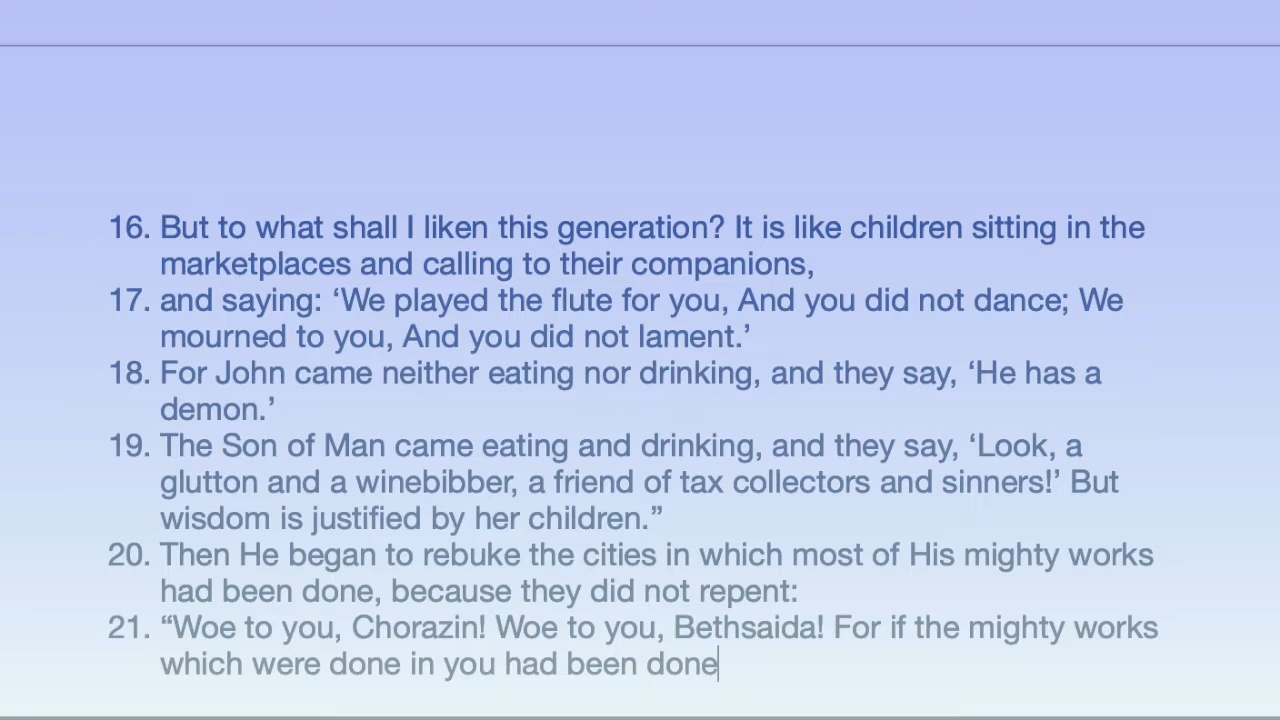 16. But to what shall I liken this generation? It is like children sitting in the
marketplaces and calling to their companions,
17. and saying: ‘We played the flute for you, And you did not dance; We
mourned to you, And you did not lament.’
18. For John came neither eating nor drinking, and they say, ‘He has a
demon.’
19. The Son of Man came eating and drinking, and they say, ‘Look, a
glutton and a winebibber, a friend of tax collectors and sinners!’ But
wisdom is justified by her children.”
20. Then He began to rebuke the cities in which most of His mighty works
had been done, because they did not repent:
21. “Woe to you, Chorazin! Woe to you, Bethsaida! For if the mighty works
which were done in you had been done